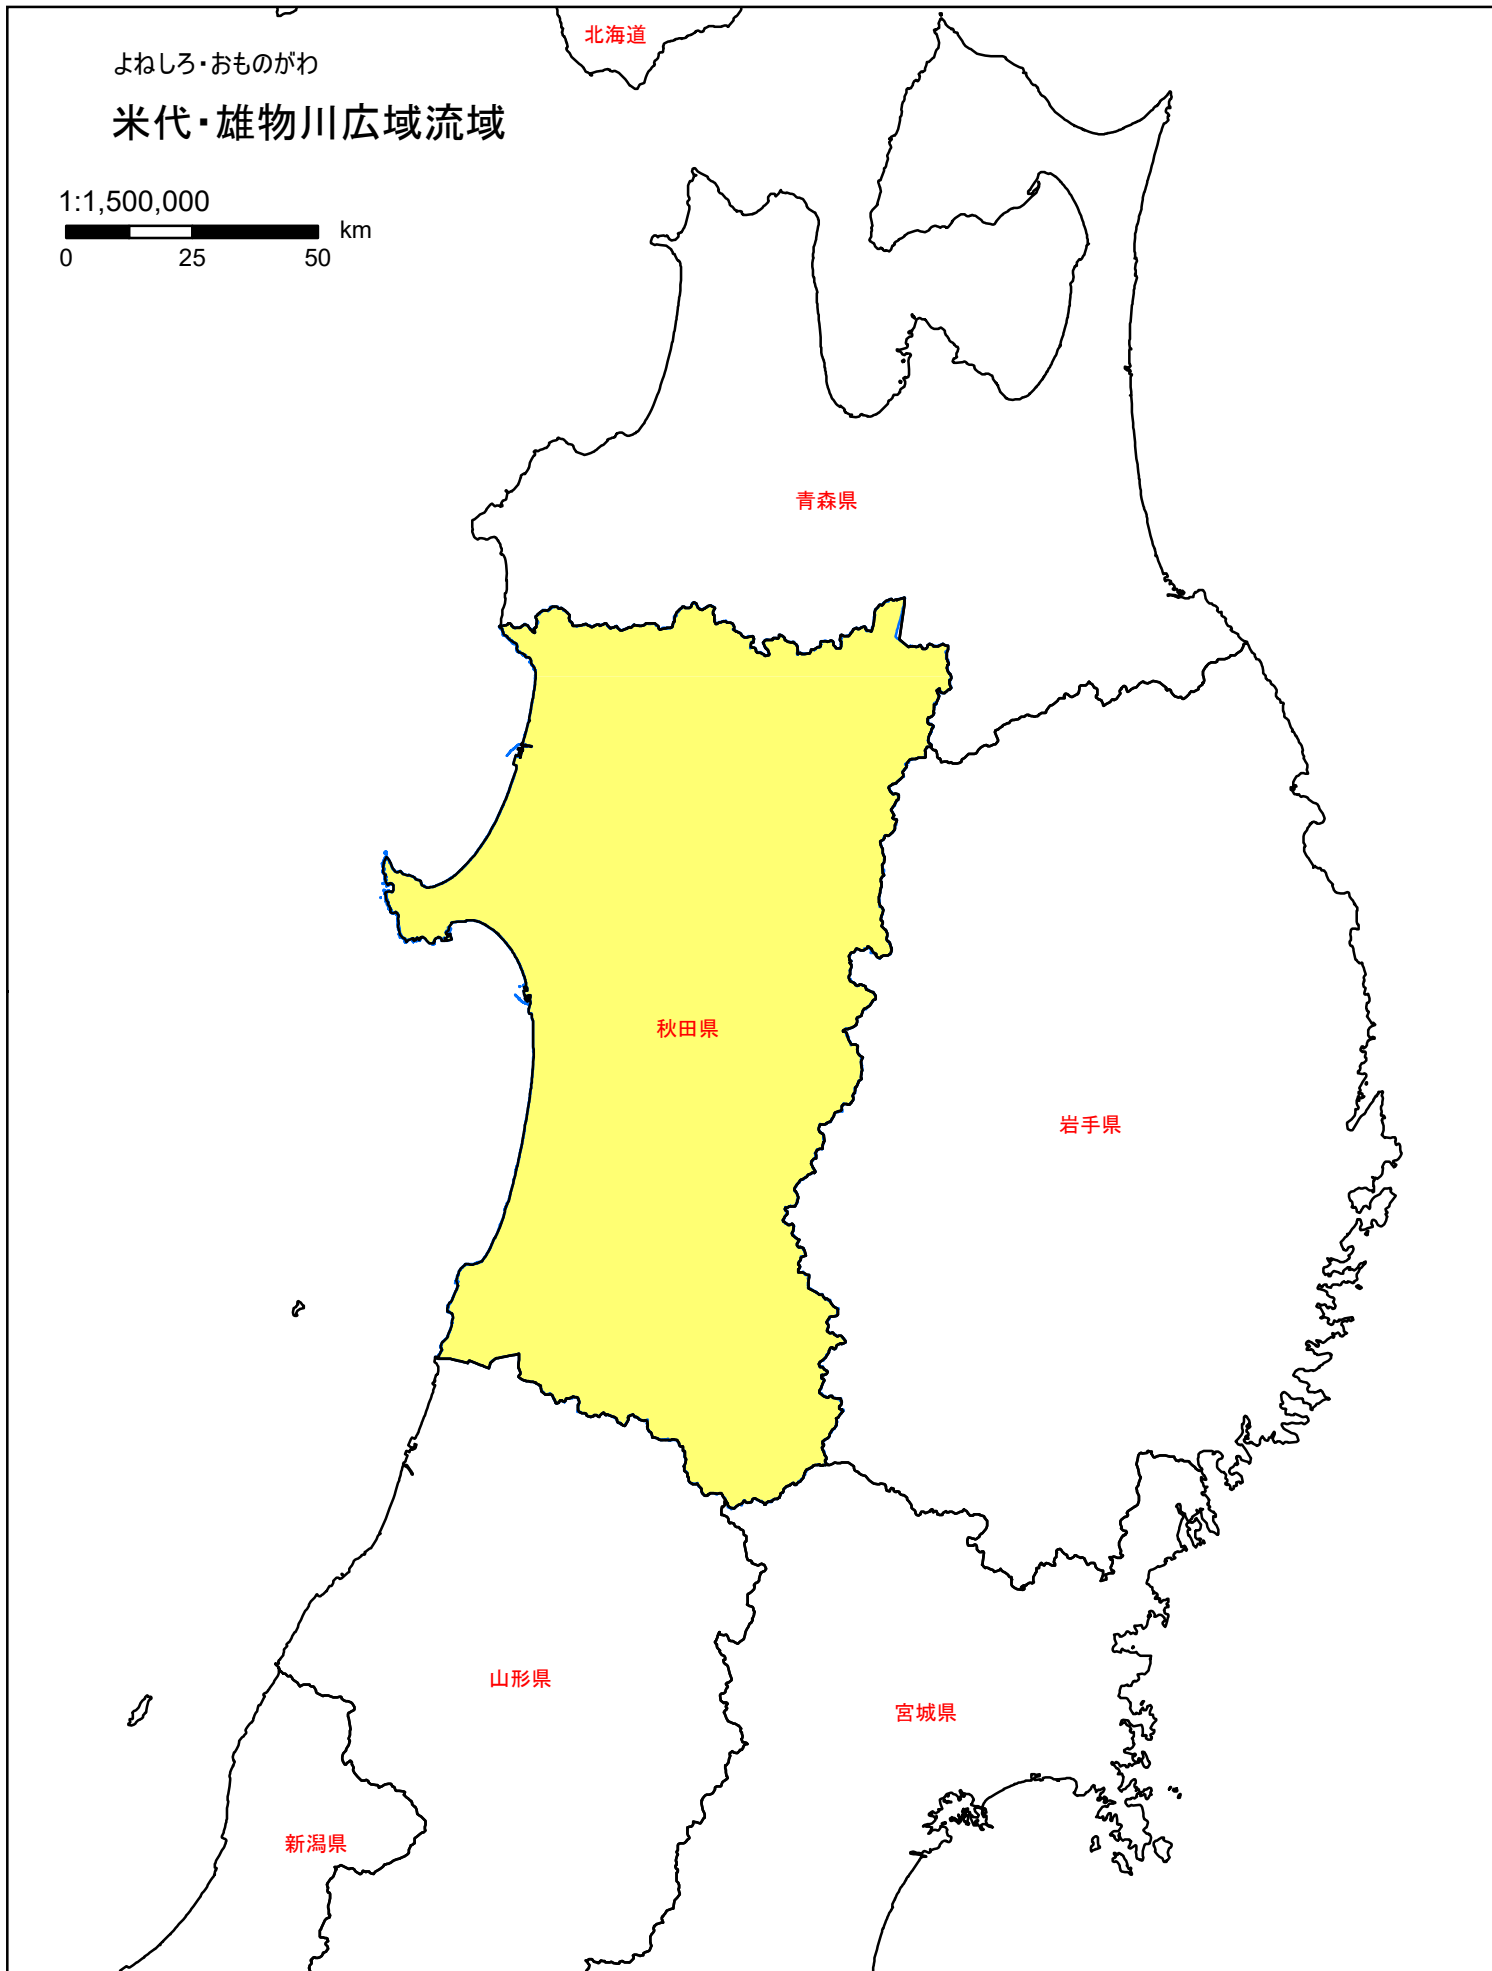 北海道
よねしろ・おものがわ
米代・雄物川広域流域
1:1,500,000
km
0 25 50
青森県
秋田県
岩手県
山形県
宮城県
新潟県